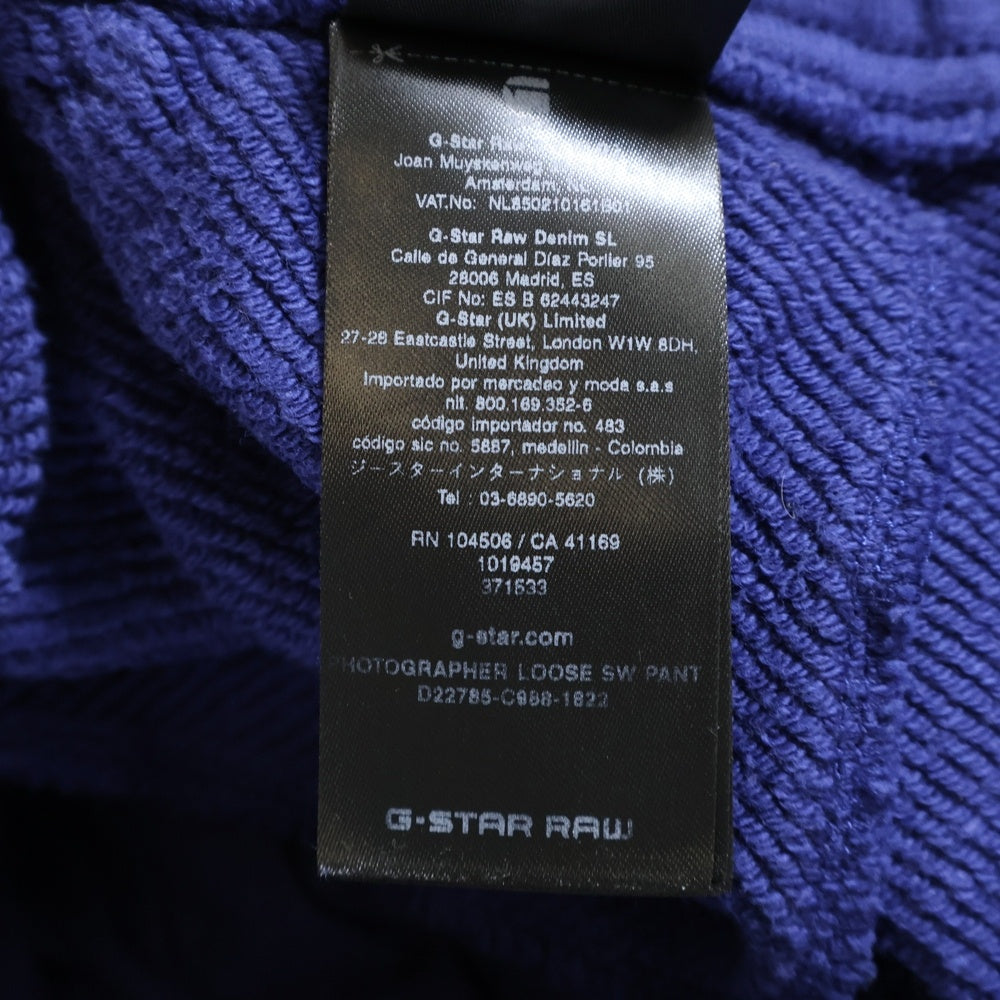 G-Star
Joan
Amsterdam
VAT.No:
G-Star Raw Denim SL
Calle de General Díaz Porlier 95
28006 Madrid, ES
CIF No: ES B 62443247
G-Star (UK) Limited
27-28 Eastcastle Street, London W1W 8DH,
United Kingdom
Importado por mercadeo y moda s.a.s
nit. 800.169.352-6
código importador no. 483
código sic no. 5887, medellin - Colombia
ジースターインターナショナル (株)
Tel : 03-6890-5620
RN 104506 / CA 41169
1019457
371533
g-star.com
PHOTOGRAPHER LOOSE SW PANT
D22785-C988-1822
G-STAR RAW